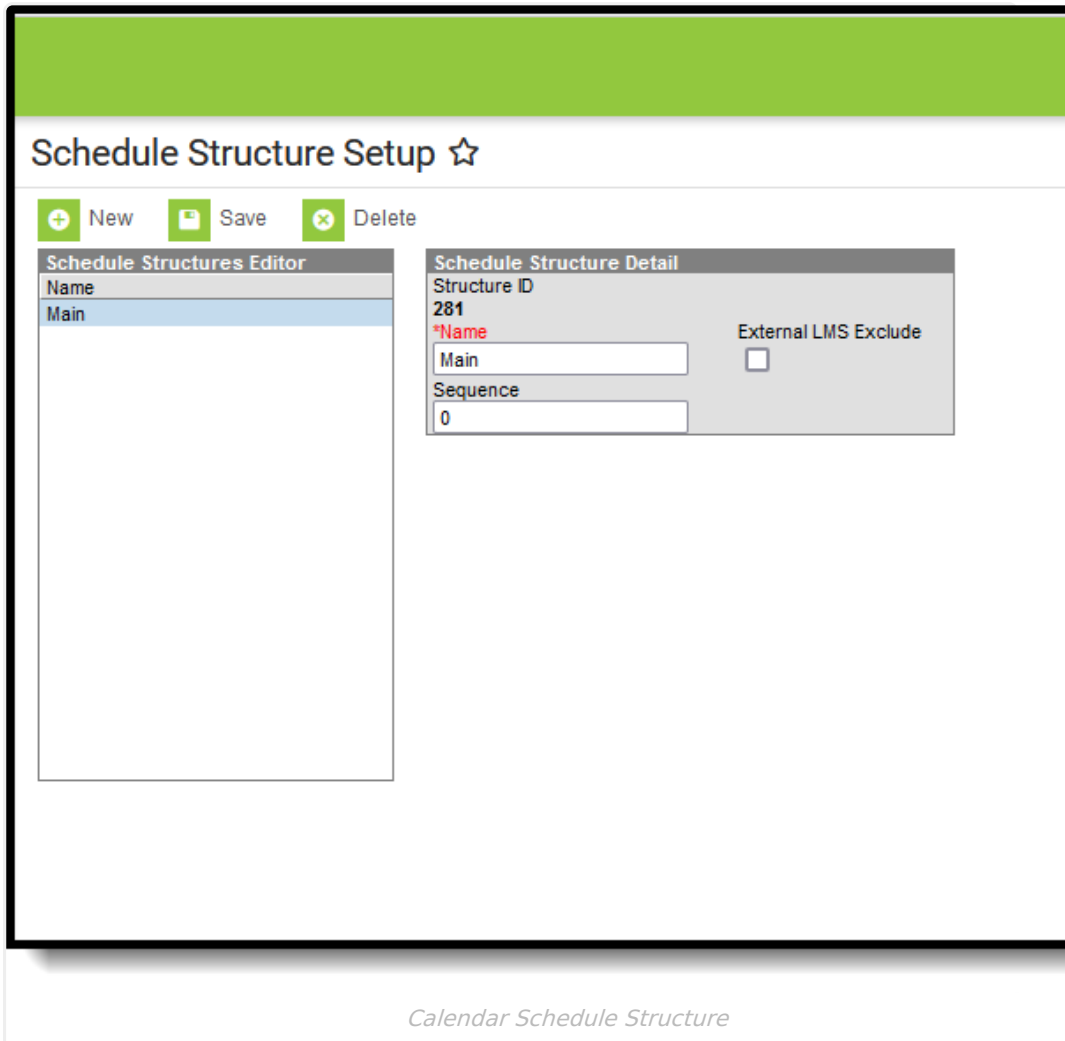 Schedule Structure Setup
New Save Delete
Schedule Structures Editor
Name
Main
Schedule Structure Detail
Structure ID
281
*Name External LMS Exclude
Main
Sequence
0
Calendar Schedule Structure